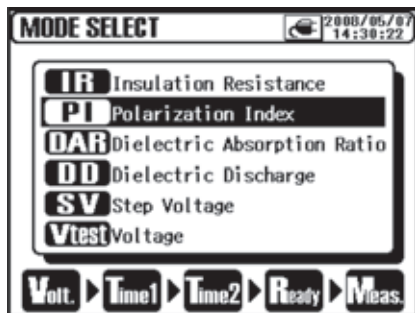 MODE SELECT 2008/05/07
14:30:22
IR Insulation Resistance
PI Polarization Index
DAR Dielectric Absorption Ratio
DD Dielectric Discharge
SV Step Voltage
Vtest Voltage
Volt. Time1 Time2 Ready Meas.